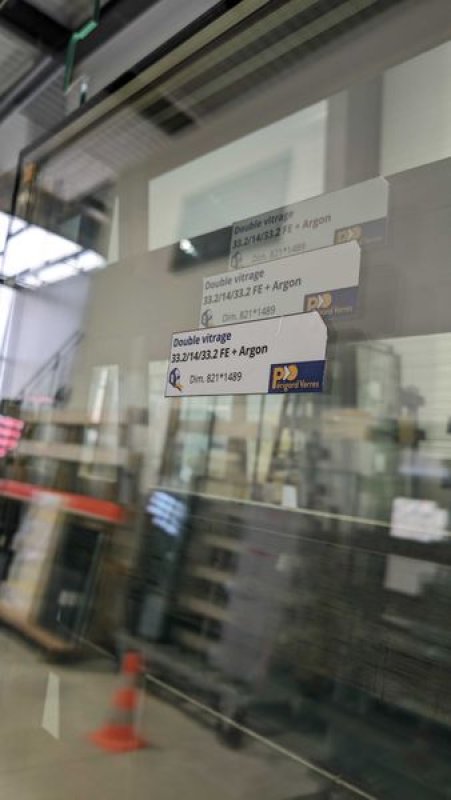 Double vitrage
33.2/14/33.2 FE + Argon
Dim. 821*1489
Double vitrage
33.2/14/33.2 FE + Argon
Dim. 821*1489
Double vitrage
33.2/14/33.2 FE + Argon
Dim. 821*1489
Périgord Verres